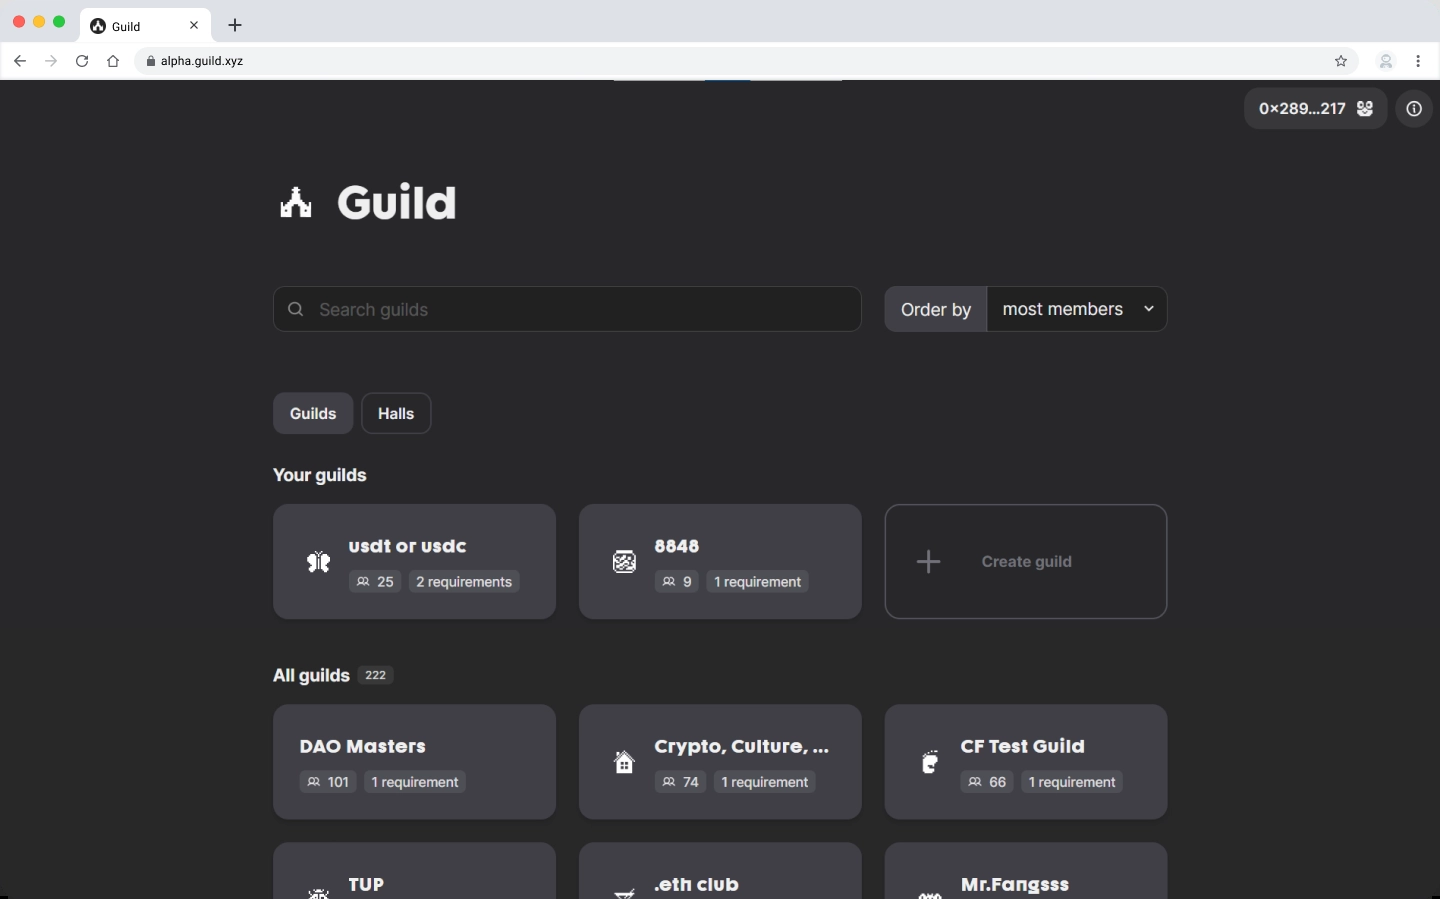 Guild
alpha.guild.xyz
0×289...217
Guild
Search guilds
Order by
most members
Guilds
Halls
Your guilds
usdt or usdc
25
2 requirements
8848
9
1 requirement
Create guild
All guilds
222
DAO Masters
101
1 requirement
Crypto, Culture, ...
74
1 requirement
CF Test Guild
66
1 requirement
TUP
.eth club
Mr.Fangsss